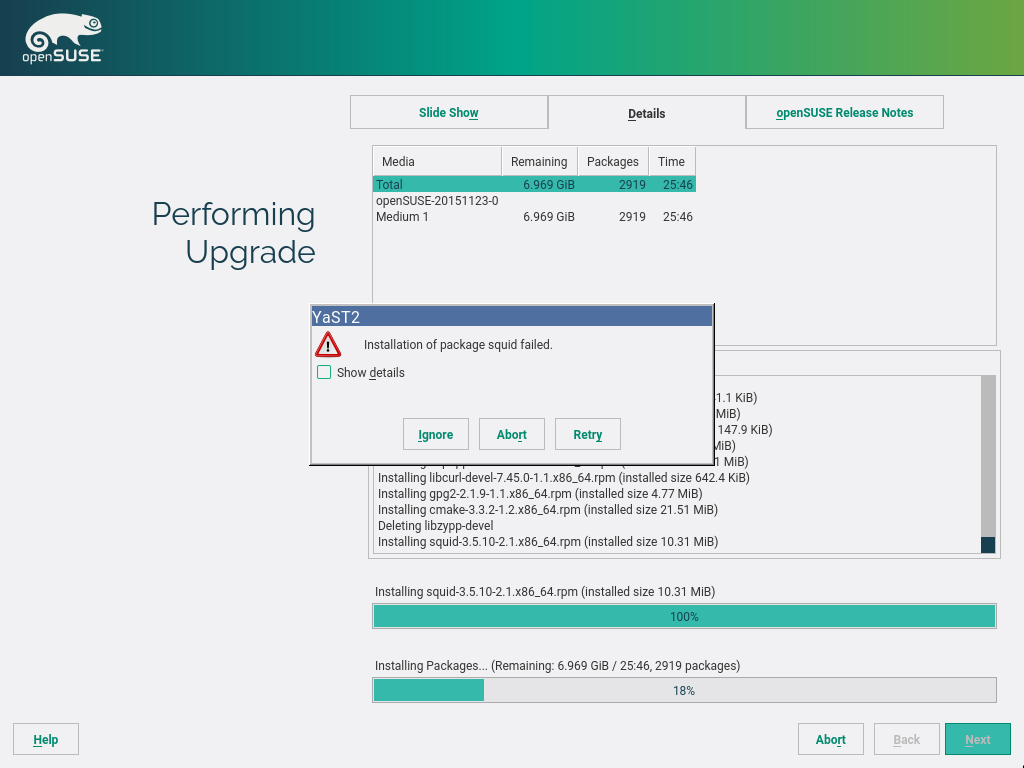 openSUSE
Slide Show
Details
openSUSE Release Notes
Media Remaining Packages Time
Total 6.969 GiB 2919 25:46
openSUSE-20151123-0
Medium 1 6.969 GiB 2919 25:46
Performing
Upgrade
YaST2
Installation of package squid failed.
Show details
Ignore Abort Retry
1.1 KiB)
MiB)
147.9 KiB)
MiB)
1 MiB)
Installing libcurl-devel-7.45.0-1.1.x86_64.rpm (installed size 642.4 KiB)
Installing gpg2-2.1.9-1.1.x86_64.rpm (installed size 4.77 MiB)
Installing cmake-3.3.2-1.2.x86_64.rpm (installed size 21.51 MiB)
Deleting libzypp-devel
Installing squid-3.5.10-2.1.x86_64.rpm (installed size 10.31 MiB)
Installing squid-3.5.10-2.1.x86_64.rpm (installed size 10.31 MiB)
100%
Installing Packages... (Remaining: 6.969 GiB / 25:46, 2919 packages)
18%
Help Abort Back Next